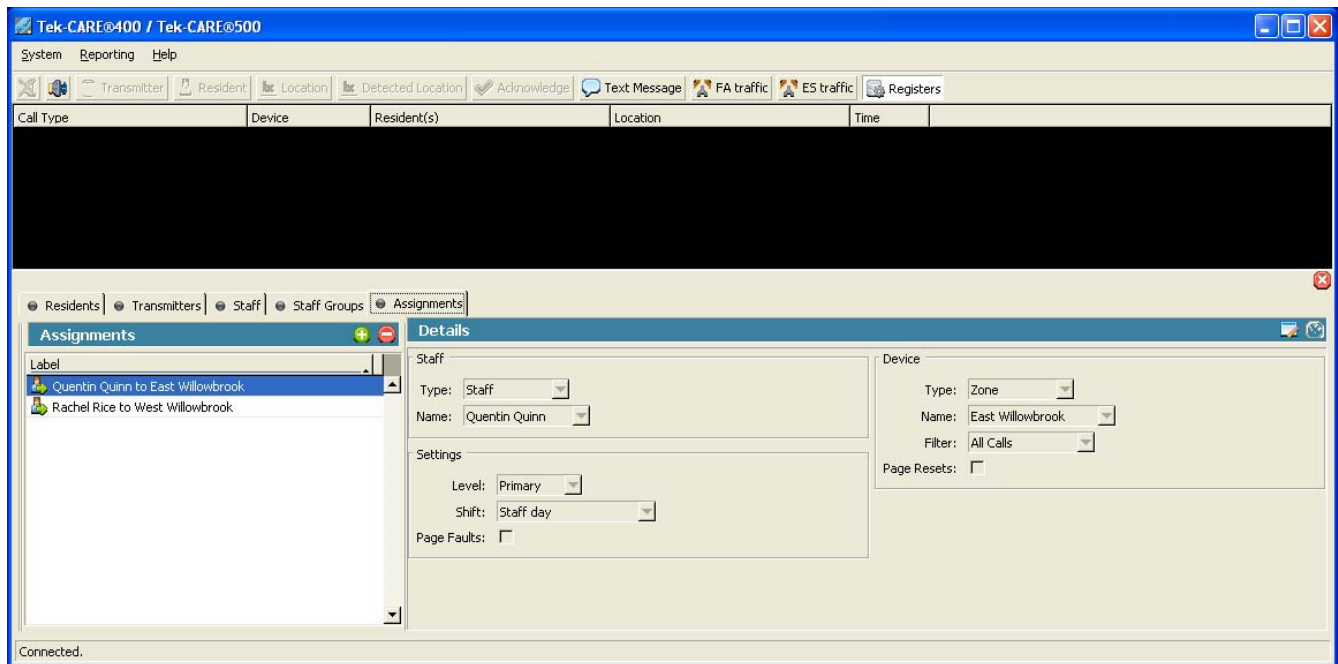 Tek-CARE®400 / Tek-CARE®500
System Reporting Help
Transmitter Resident Location Detected Location Acknowledge Text Message FA traffic ES traffic Registers
Call Type Device Resident(s) Location Time
Residents Transmitters Staff Staff Groups Assignments
Assignments
Label
Quentin Quinn to East Willowbrook
Rachel Rice to West Willowbrook
Details
Staff
Type: Staff
Name: Quentin Quinn
Settings
Level: Primary
Shift: Staff day
Page Faults:
Device
Type: Zone
Name: East Willowbrook
Filter: All Calls
Page Resets:
Connected.